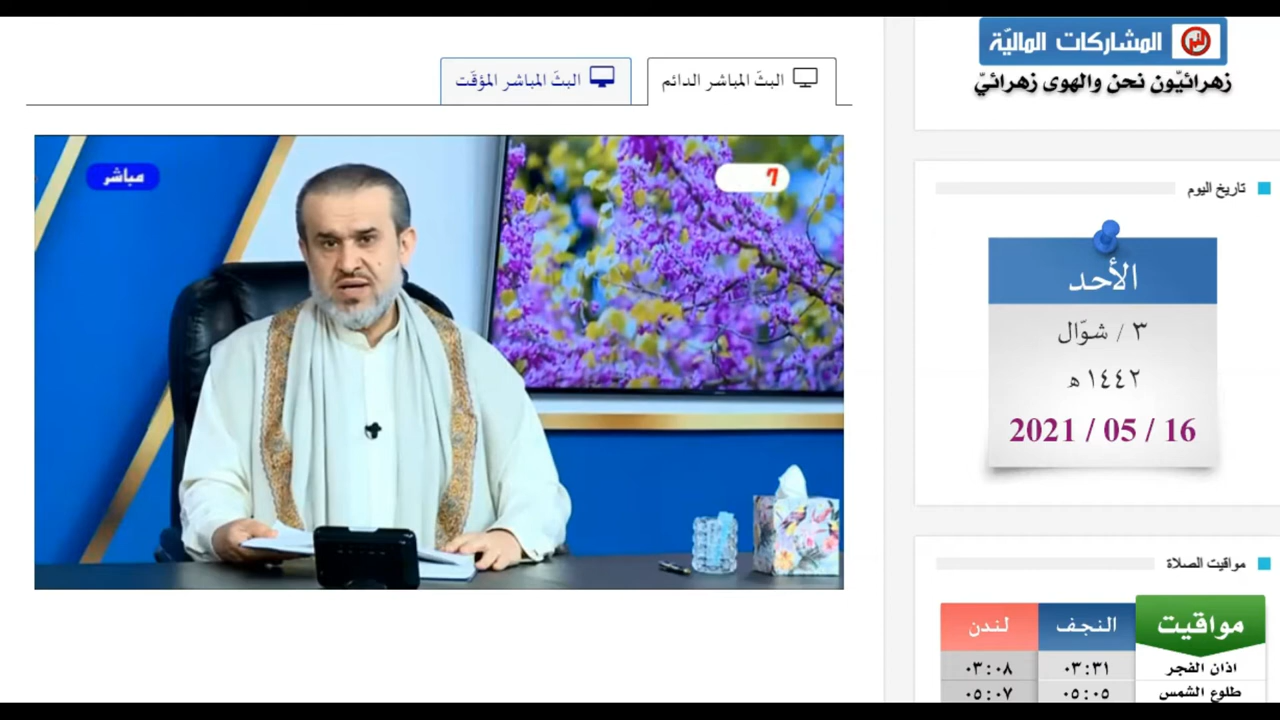 المشاركات الماليّة
زهرائيّون نحن والهوى زهرائيّ
البثّ المباشر الدائم
البثّ المباشر المؤقّت
مباشر
7
تاريخ اليوم
الأحد
٣ / شوّال
١٤٤٢ هـ
2021 / 05 / 16
مواقيت الصلاة
مواقيت النجف لندن
اذان الفجر ٠٣:٣١ ٠٣:٠٨
طلوع الشمس ٠٥:٠٥ ٠٥:٠٧